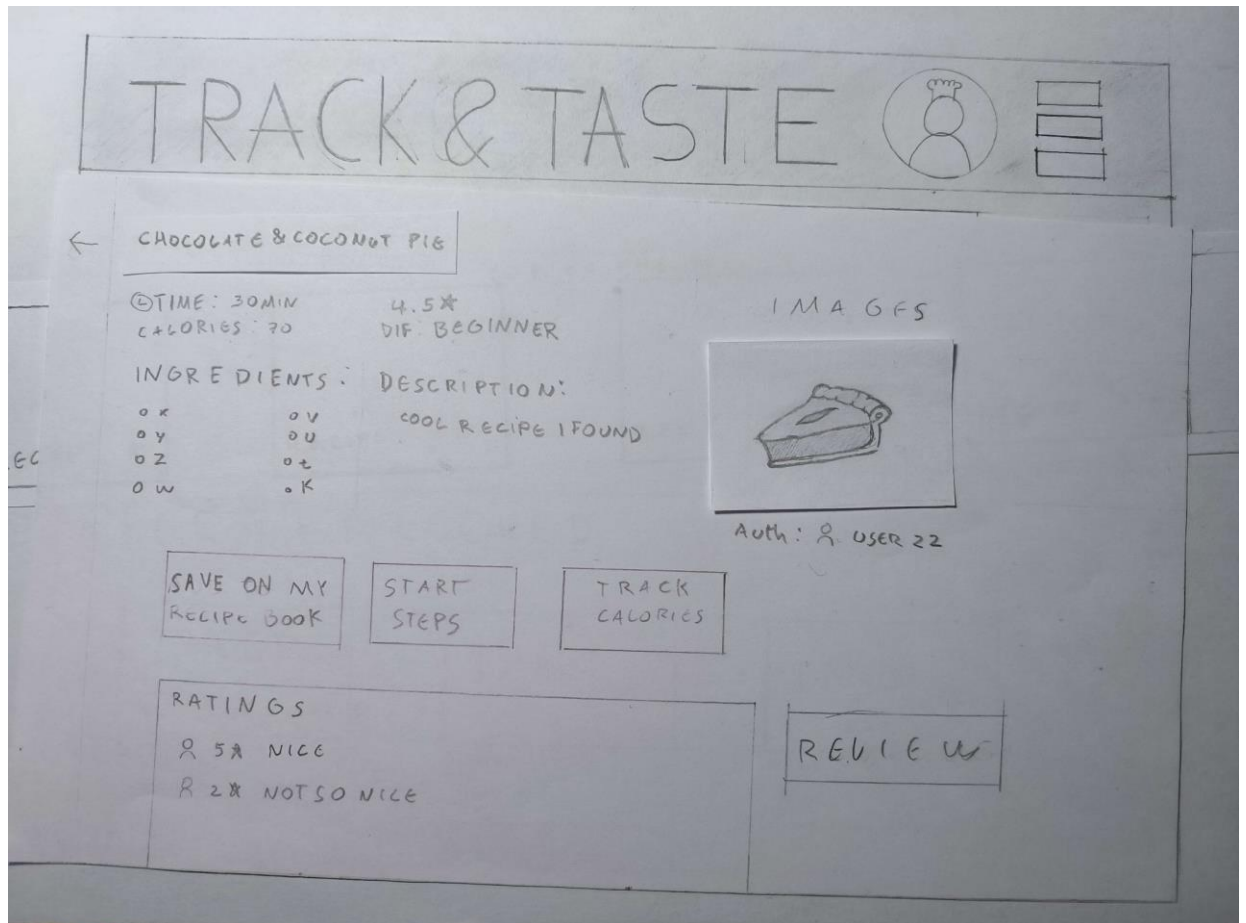 TRACK & TASTE
← CHOCOLATE & COCONUT PIE
TIME: 30MIN
CALORIES: 70
4.5★
DIF: BEGINNER
INGREDIENTS:
o x
o y
o z
o w
o v
o u
o t
o K
DESCRIPTION:
COOL RECIPE I FOUND
IMAGES
Auth: USER 22
SAVE ON MY
RECIPE BOOK
START
STEPS
TRACK
CALORIES
RATINGS
5★ NICE
2★ NOT SO NICE
REVIEW